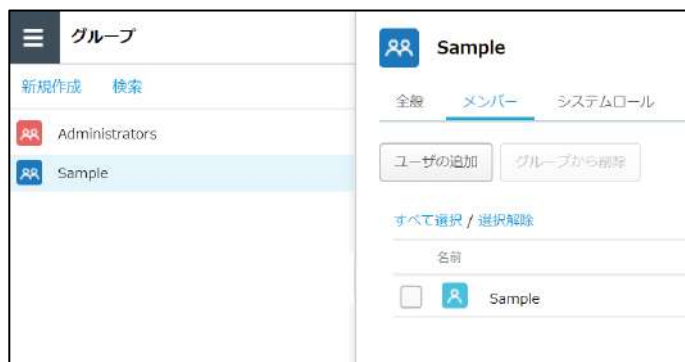 グループ
新規作成 検索
Administrators
Sample
Sample
全般 メンバー システムロール
ユーザの追加 グループから削除
すべて選択 / 選択解除
名前
Sample